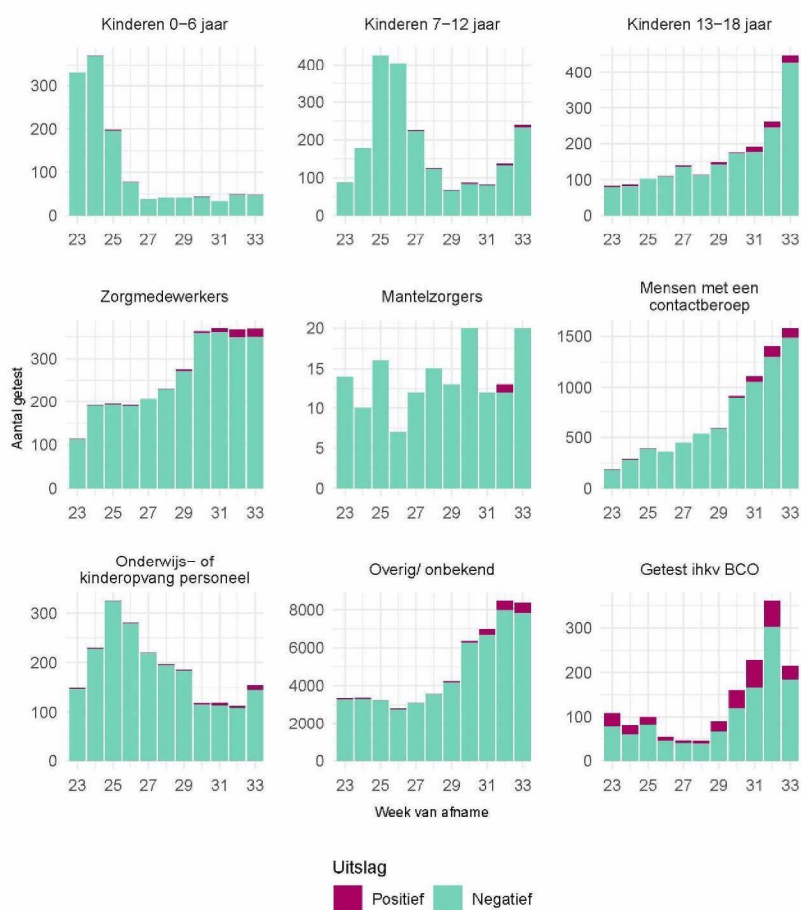 Kinderen 0–6 jaar
Kinderen 7–12 jaar
Kinderen 13–18 jaar
300
200
100
0
23 25 27 29 31 33
400
300
200
100
0
23 25 27 29 31 33
400
300
200
100
0
23 25 27 29 31 33
Aantal getest
Zorgmedewerkers
Mantelzorgers
Mensen met een
contactberoep
300
200
100
0
23 25 27 29 31 33
20
15
10
5
0
23 25 27 29 31 33
1500
1000
500
0
23 25 27 29 31 33
Onderwijs– of
kinderopvang personeel
Overig/ onbekend
Getest ihkv BCO
300
200
100
0
23 25 27 29 31 33
8000
6000
4000
2000
0
23 25 27 29 31 33
300
200
100
0
23 25 27 29 31 33
Week van afname
Uitslag
Positief Negatief